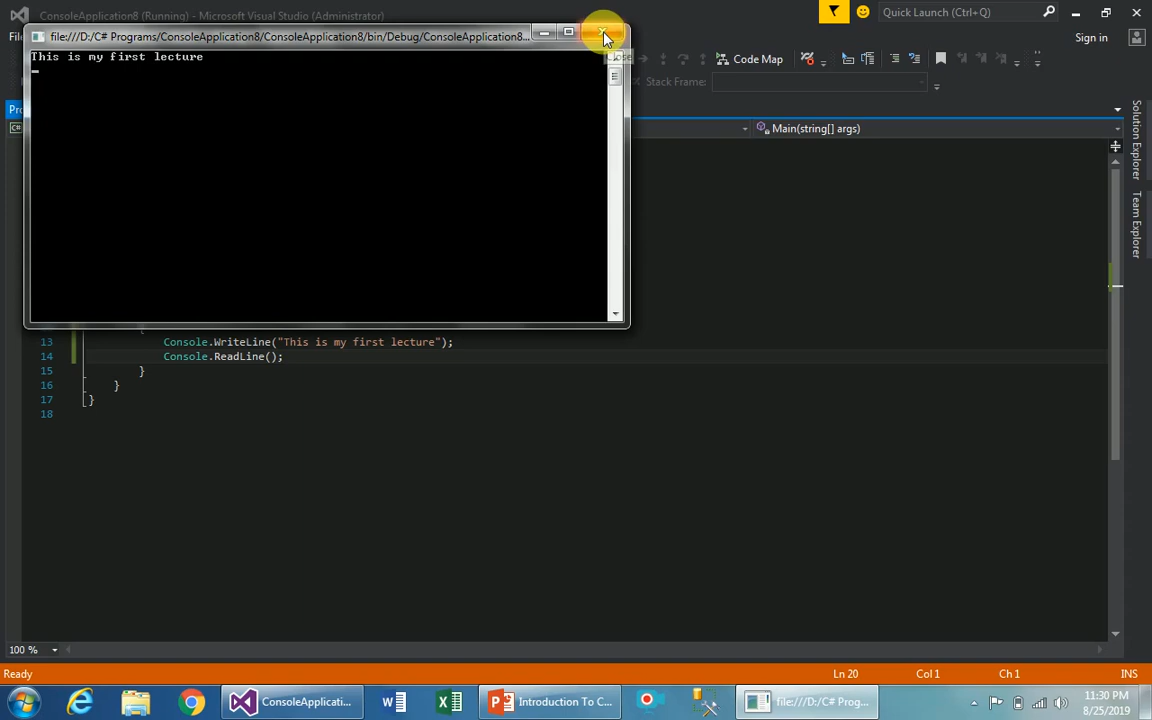 ConsoleApplication8 (Running) - Microsoft Visual Studio (Administrator)
Quick Launch (Ctrl+Q)
file:///D:/C# Programs/ConsoleApplication8/ConsoleApplication8/bin/Debug/ConsoleApplication8...
Sign in
This is my first lecture
Close
Code Map
Stack Frame:
Main(string[] args)
Solution Explorer
Team Explorer
{
13 Console.WriteLine("This is my first lecture");
14 Console.ReadLine();
15 }
16 }
17 }
18
100 %
Ready
Ln 20
Col 1
Ch 1
INS
ConsoleApplicati...
Introduction To C...
file:///D:/C# Prog...
11:30 PM
8/25/2019